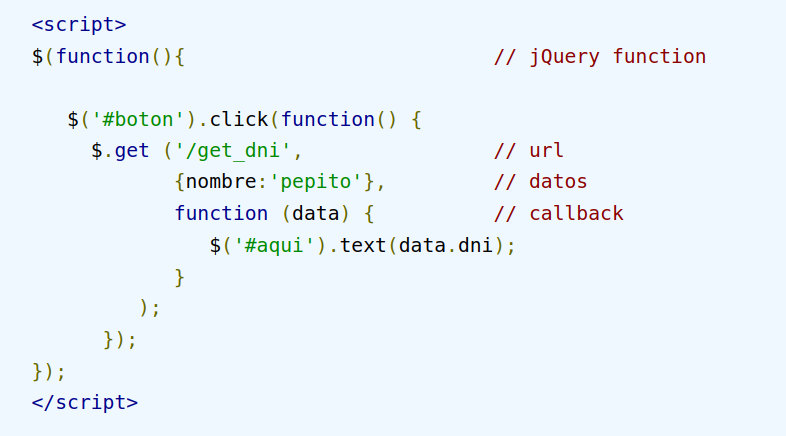 <script>
$(function(){                          // jQuery function
   $('#boton').click(function() {
     $.get ('/get_dni',                // url
            {nombre:'pepito'},         // datos
            function (data) {          // callback
               $('#aqui').text(data.dni);
            }
         );
      });
});
</script>